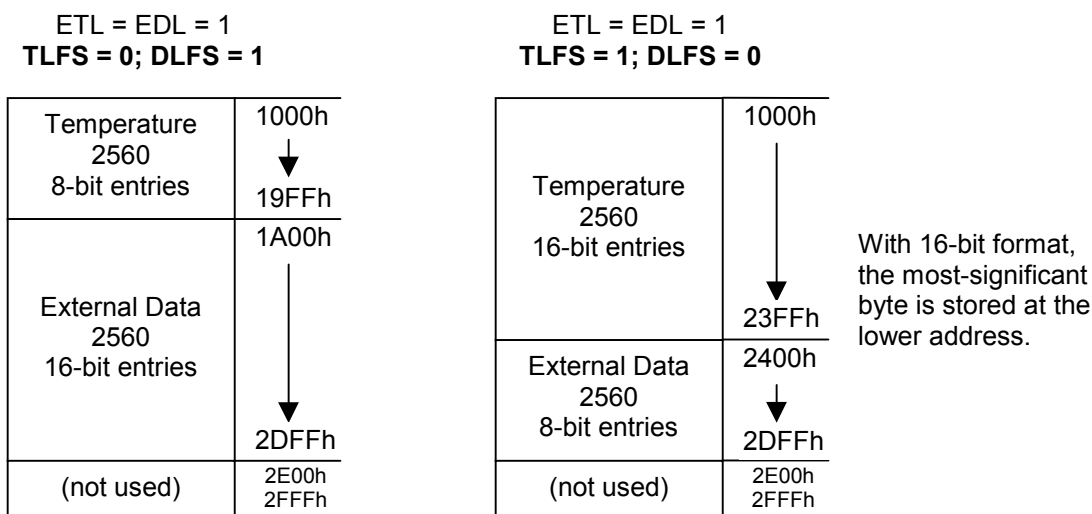 ETL = EDL = 1
TLFS = 0; DLFS = 1
Temperature
2560
8-bit entries
1000h
19FFh
External Data
2560
16-bit entries
1A00h
2DFFh
(not used)
2E00h
2FFFh
ETL = EDL = 1
TLFS = 1; DLFS = 0
Temperature
2560
16-bit entries
1000h
23FFh
External Data
2560
8-bit entries
2400h
2DFFh
(not used)
2E00h
2FFFh
With 16-bit format,
the most-significant
byte is stored at the
lower address.